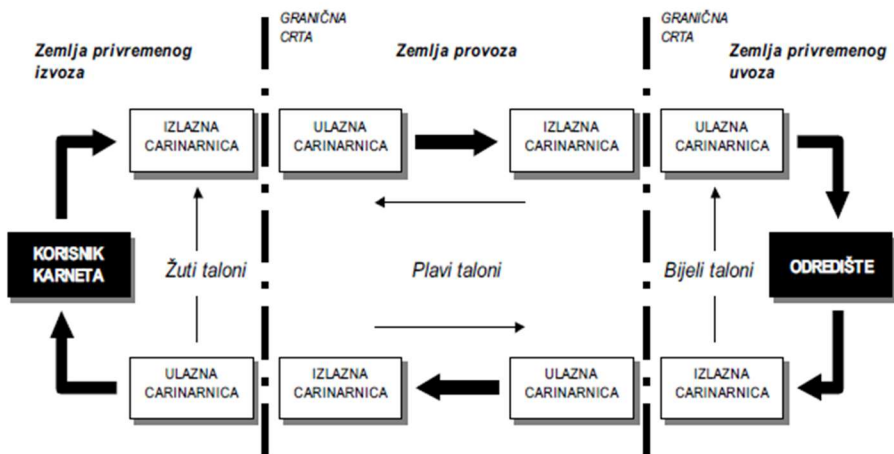 GRANIČNA
CRTA
GRANIČNA
CRTA
Zemlja privremenog
izvoza
Zemlja provoza
Zemlja privremenog
uvoza
IZLAZNA
CARINARNICA
ULAZNA
CARINARNICA
IZLAZNA
CARINARNICA
ULAZNA
CARINARNICA
KORISNIK
KARNETA
Žuti taloni
Plavi taloni
Bijeli taloni
ODREDIŠTE
ULAZNA
CARINARNICA
IZLAZNA
CARINARNICA
ULAZNA
CARINARNICA
IZLAZNA
CARINARNICA